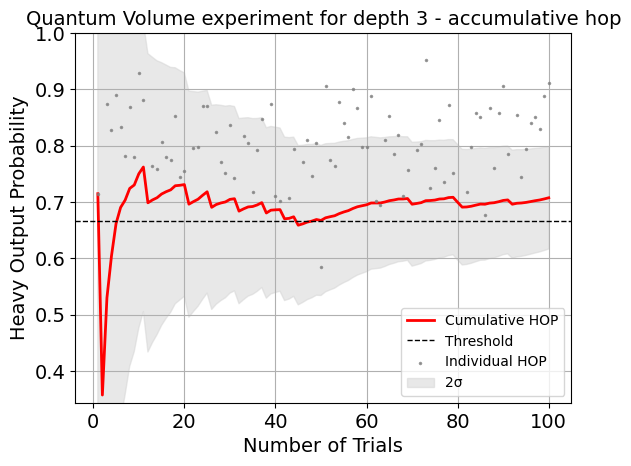 Quantum Volume experiment for depth 3 - accumulative hop
1.0
0.9
0.8
0.7
0.6
0.5
0.4
Heavy Output Probability
Cumulative HOP
Threshold
Individual HOP
2σ
0 20 40 60 80 100
Number of Trials